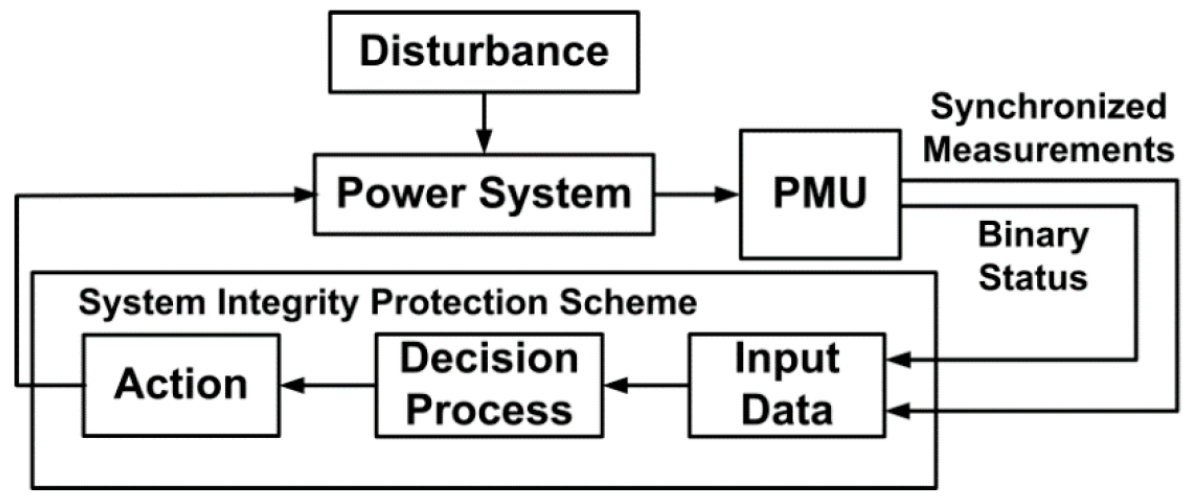 Disturbance
Synchronized
Measurements
Power System
PMU
Binary
Status
System Integrity Protection Scheme
Action
Decision
Process
Input
Data